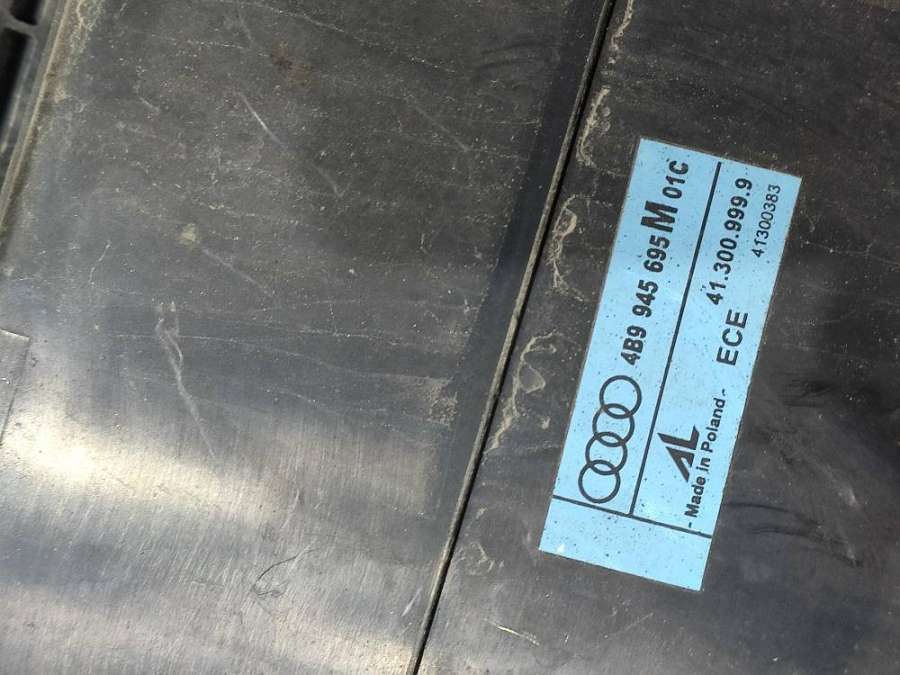 4B9 945 695 M 01C
AL
ECE 41.300.999.9
- Made in Poland - 41300383